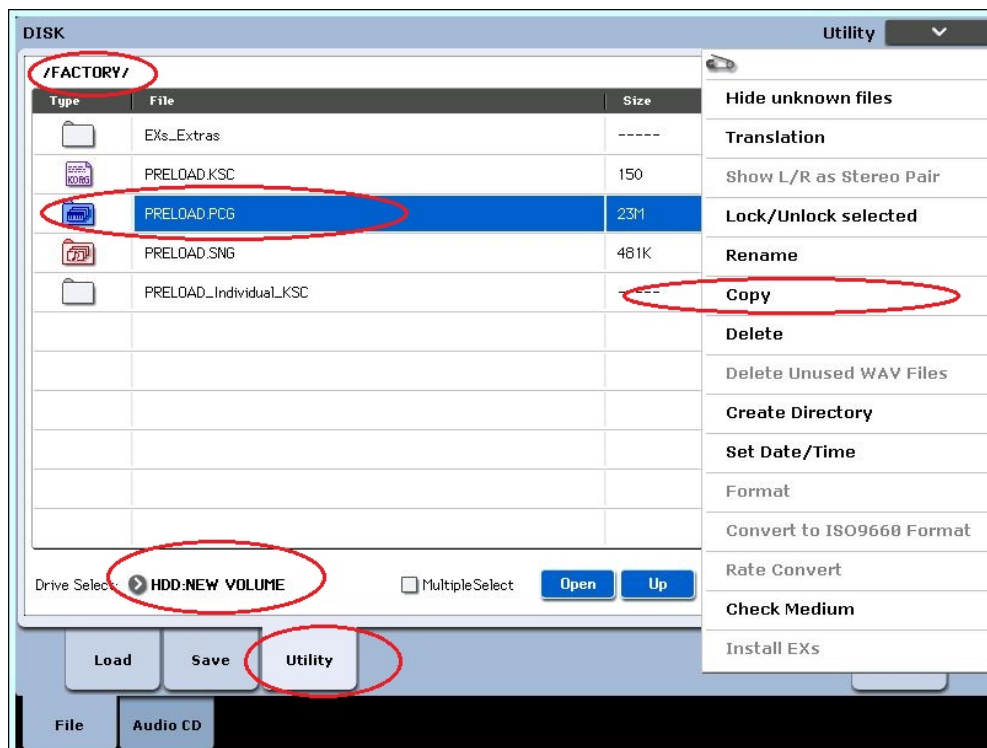 DISK
Utility
/FACTORY/
Type File Size
EXs_Extras -----
KORG PRELOAD.KSC 150
PRELOAD.PCG 23M
PRELOAD.SNG 481K
PRELOAD_Individual_KSC -----
Hide unknown files
Translation
Show L/R as Stereo Pair
Lock/Unlock selected
Rename
Copy
Delete
Delete Unused WAV Files
Create Directory
Set Date/Time
Format
Convert to ISO9660 Format
Rate Convert
Check Medium
Install EXs
Drive Select: HDD:NEW VOLUME MultipleSelect Open Up
Load Save Utility
File Audio CD